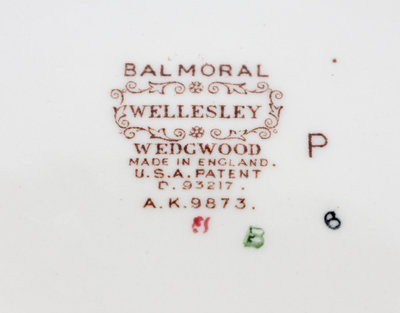 BALMORAL
WELLESLEY
WEDGWOOD
MADE IN ENGLAND.
U.S.A. PATENT
D. 93217.
A.K. 9873.
P
B
8